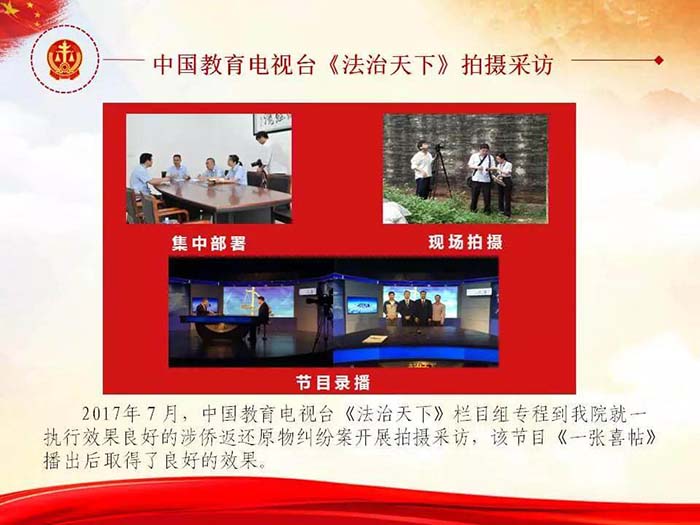 中国教育电视台《法治天下》拍摄采访
集中部署
现场拍摄
节目录播
2017年7月，中国教育电视台《法治天下》栏目组专程到我院就一
执行效果良好的涉侨返还原物纠纷案开展拍摄采访，该节目《一张喜帖》
播出后取得了良好的效果。